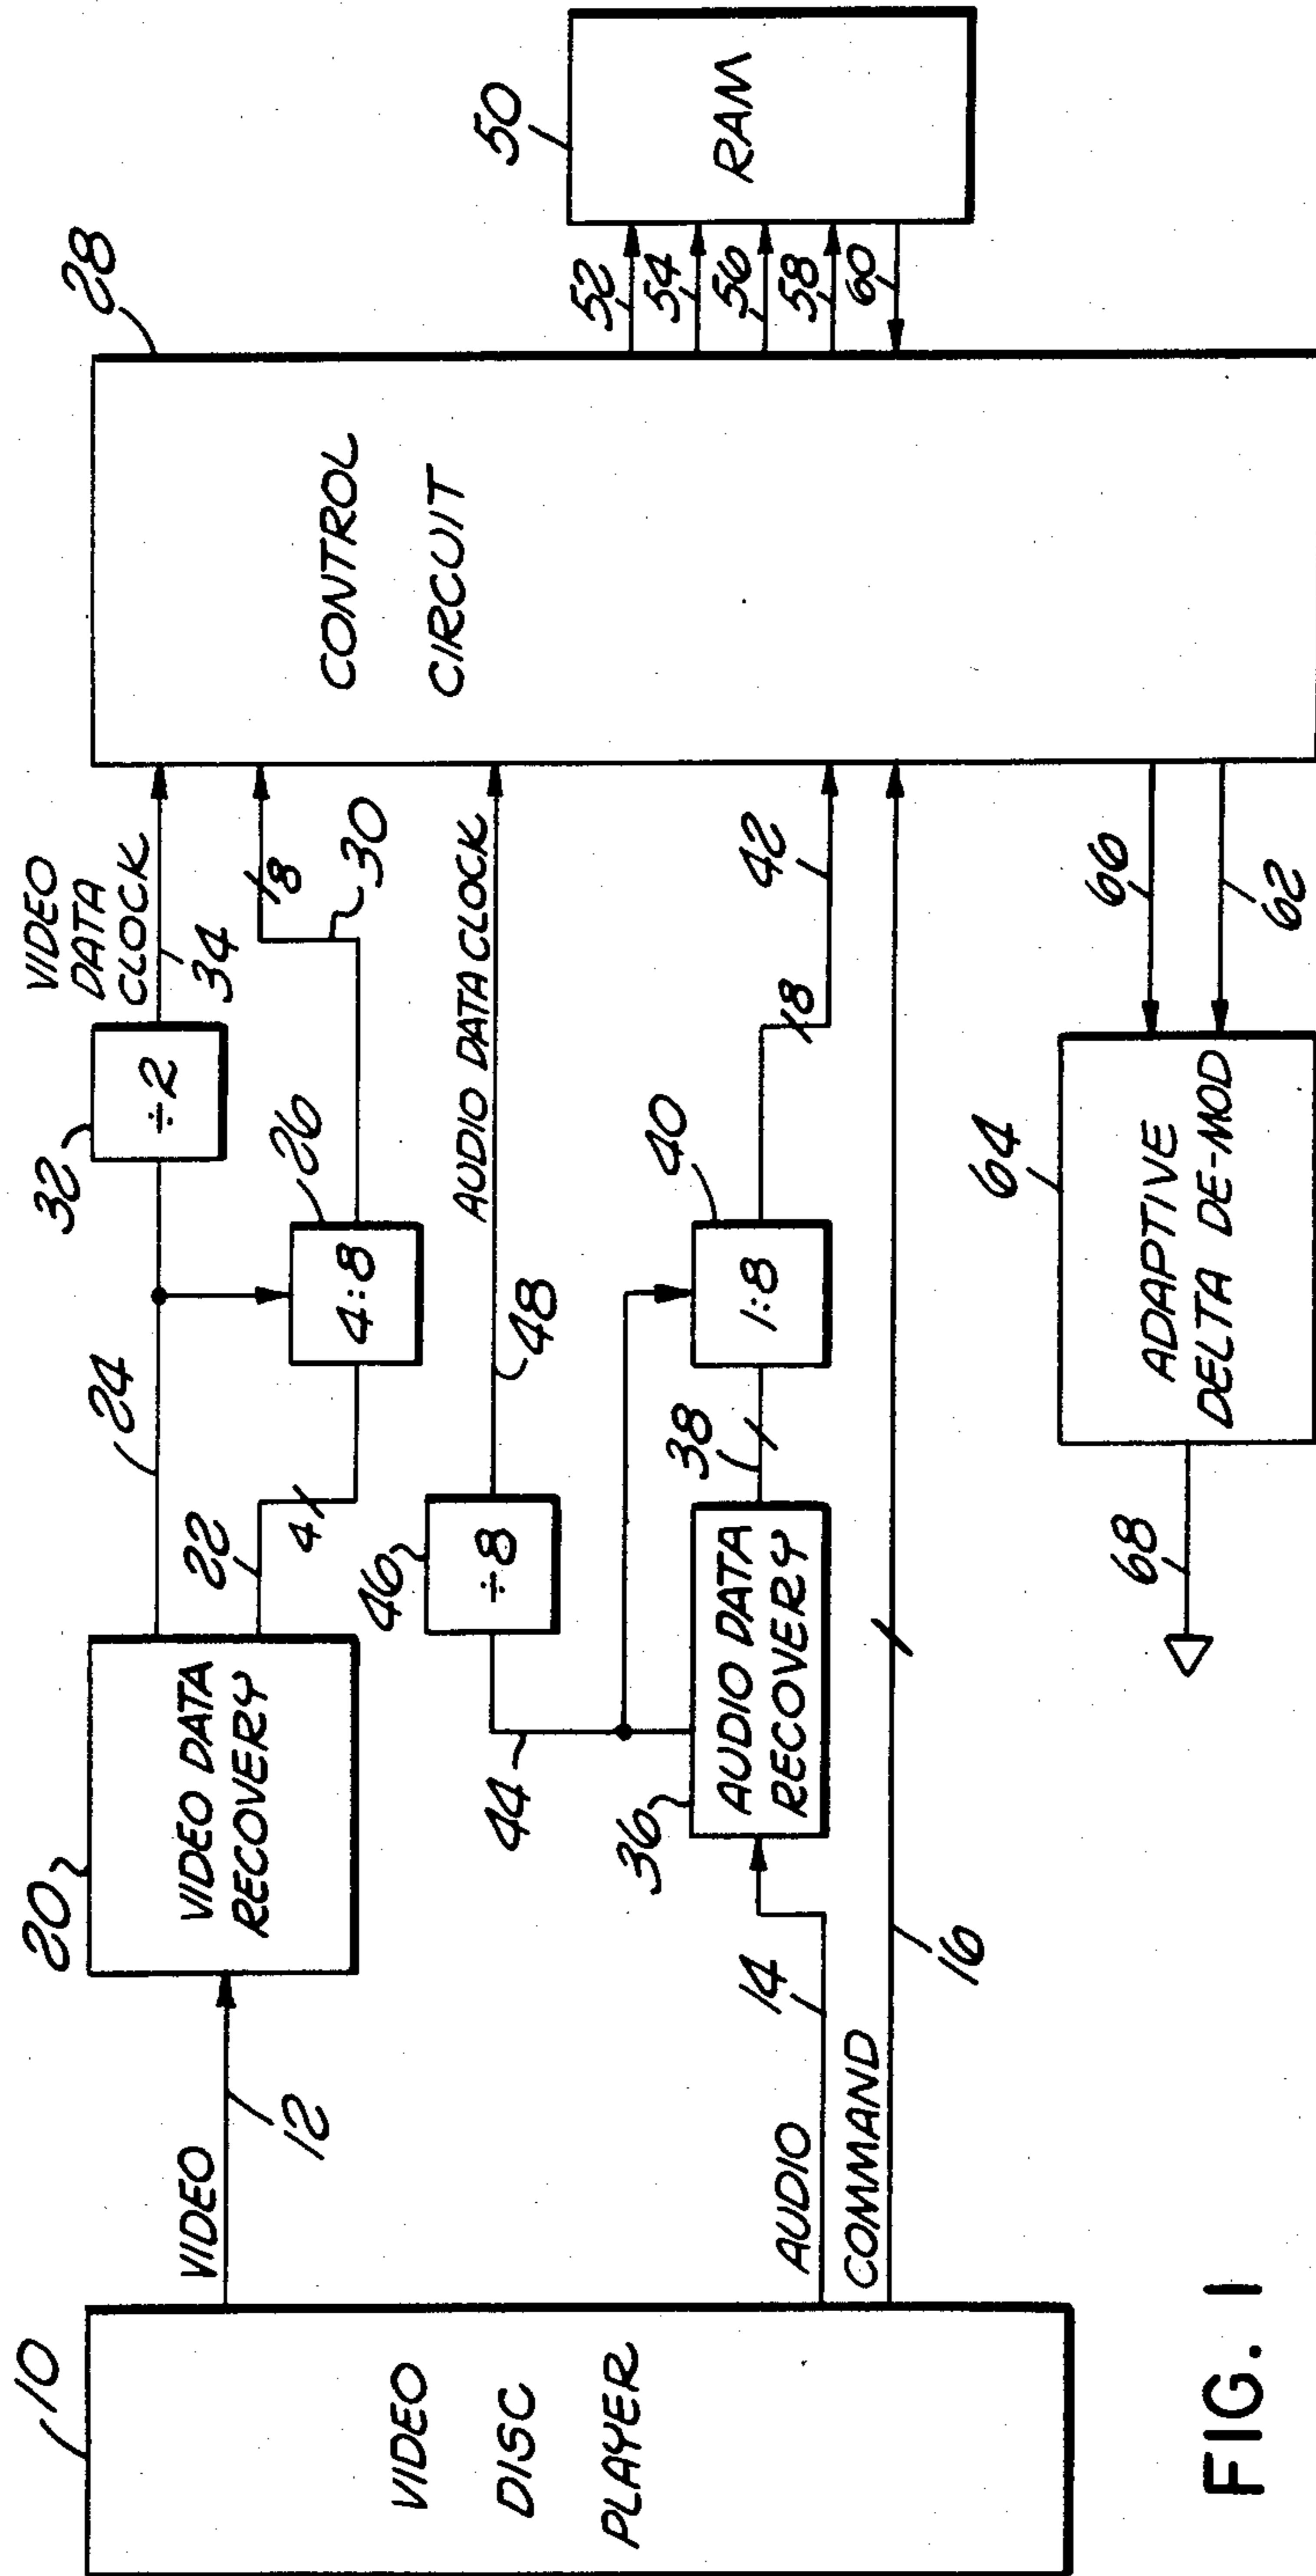 10
VIDEO
DISC
PLAYER
VIDEO
12
AUDIO
14
COMMAND
16
20
VIDEO DATA
RECOVERY
22
4
24
4:8
26
32
÷2
VIDEO
DATA
CLOCK
34
8
30
46
÷8
44
48
AUDIO DATA CLOCK
36
AUDIO DATA
RECOVERY
38
1:8
40
8
42
28
CONTROL
CIRCUIT
52
54
56
58
60
50
RAM
66
62
64
ADAPTIVE
DELTA DE-MOD
68
FIG. 1